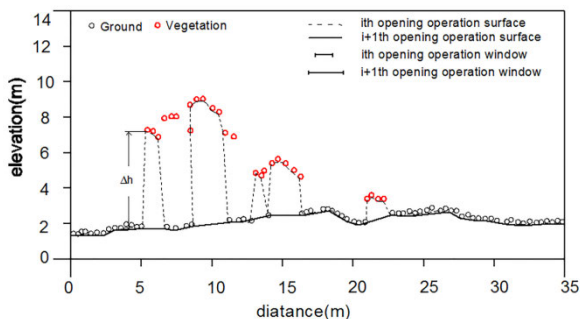 Ground
Vegetation
ith opening operation surface
i+1th opening operation surface
ith opening operation window
i+1th opening operation window
elevation(m)
14
12
10
8
6
4
2
0
Δh
0
5
10
15
20
25
30
35
diatance(m)